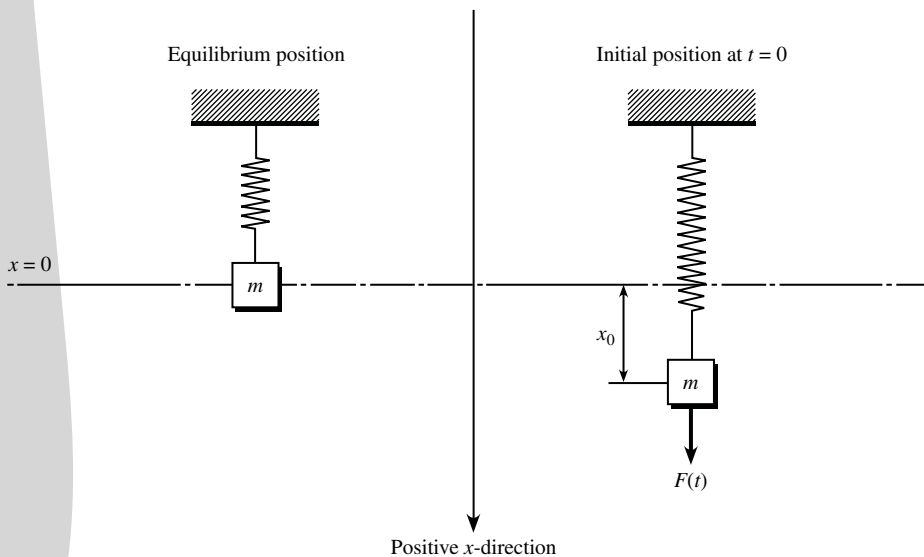 Equilibrium position
Initial position at t = 0
x = 0
m
x₀
m
F(t)
Positive x-direction